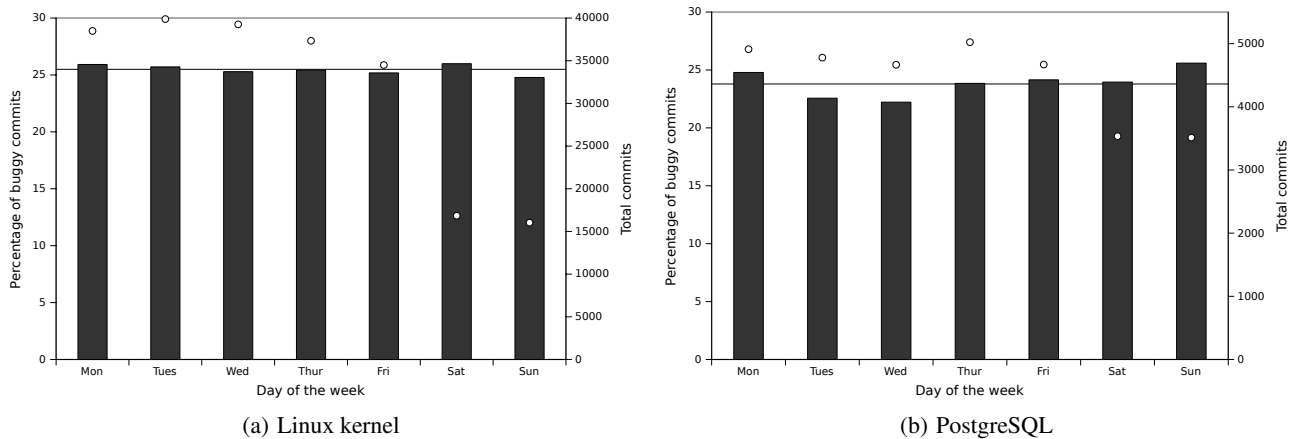 30
25
20
15
10
5
0
Percentage of buggy commits
40000
35000
30000
25000
20000
15000
10000
5000
0
Total commits
Mon Tues Wed Thur Fri Sat Sun
Day of the week
(a) Linux kernel
30
25
20
15
10
5
0
Percentage of buggy commits
5000
4000
3000
2000
1000
0
Total commits
Mon Tues Wed Thur Fri Sat Sun
Day of the week
(b) PostgreSQL